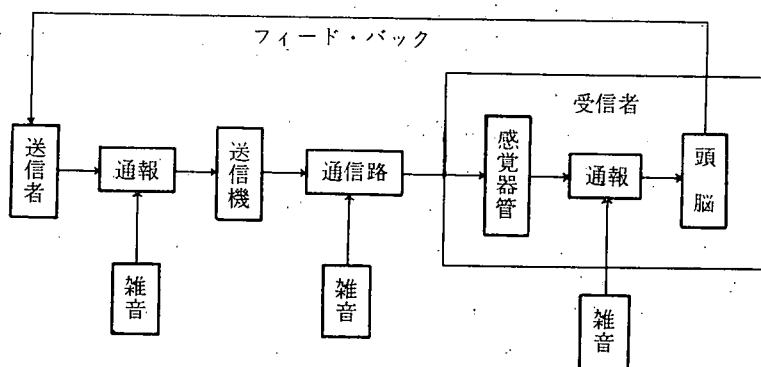 フィード・バック
受信者
送信者
通報
送信機
通信路
感覚器管
通報
頭脳
雑音
雑音
雑音